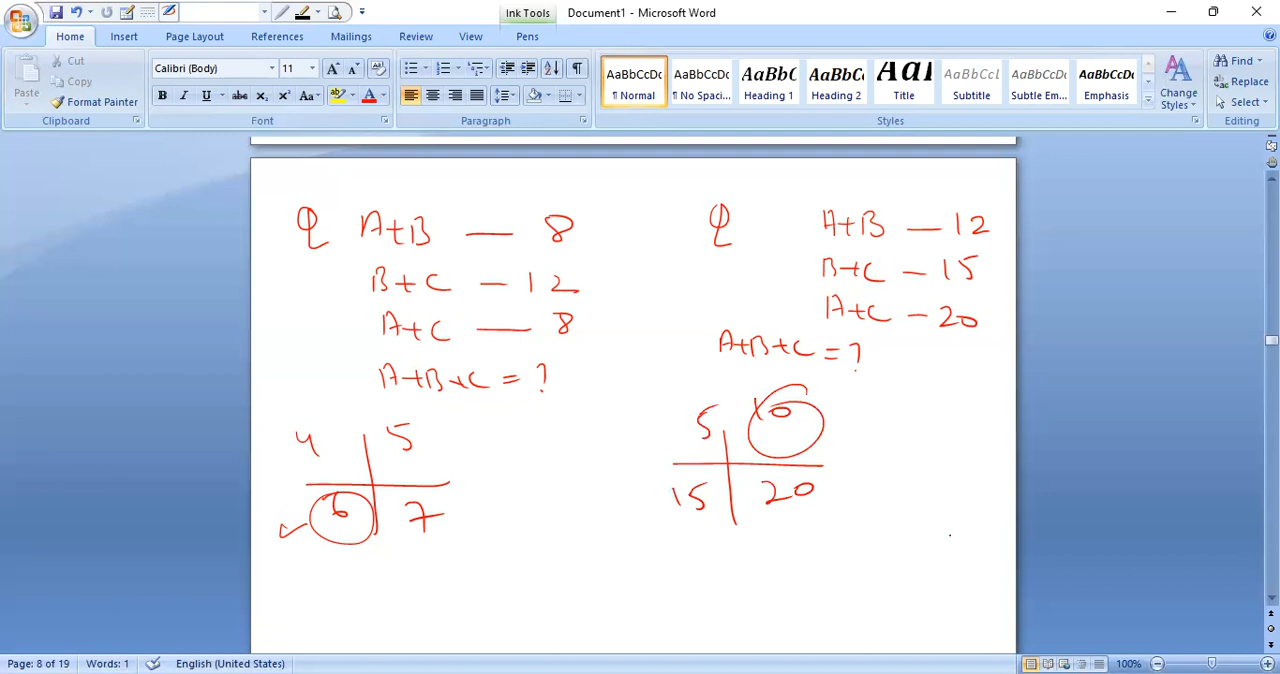 Ink Tools
Document1 - Microsoft Word
Home Insert Page Layout References Mailings Review View Pens
Paste
Cut
Copy
Format Painter
Clipboard
Calibri (Body) 11
Font
Paragraph
AaBbCcDc AaBbCcDc AaBbC AaBbCc AaB AaBbCcL AaBbCcDc AaBbCcDc
¶ Normal ¶ No Spaci... Heading 1 Heading 2 Title Subtitle Subtle Em... Emphasis
Change Styles
Styles
Find
Replace
Select
Editing
Q A+B — 8
B+C — 12
A+C — 8
A+B+C = ?
4 5
6 7
Q A+B — 12
B+C — 15
A+C — 20
A+B+C = ?
5 10
15 20
Page: 8 of 19 Words: 1 English (United States) 100%